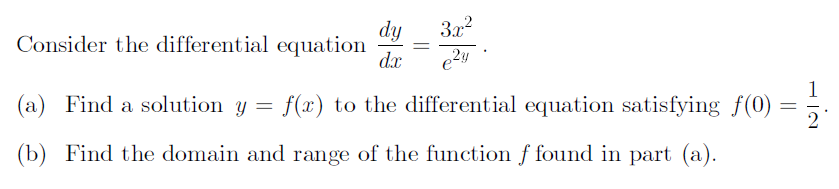 Consider the differential equation $\frac{dy}{dx} = \frac{3x^2}{e^{2y}}$ .
(a) Find a solution $y = f(x)$ to the differential equation satisfying $f(0) = \frac{1}{2}$.
(b) Find the domain and range of the function $f$ found in part (a).